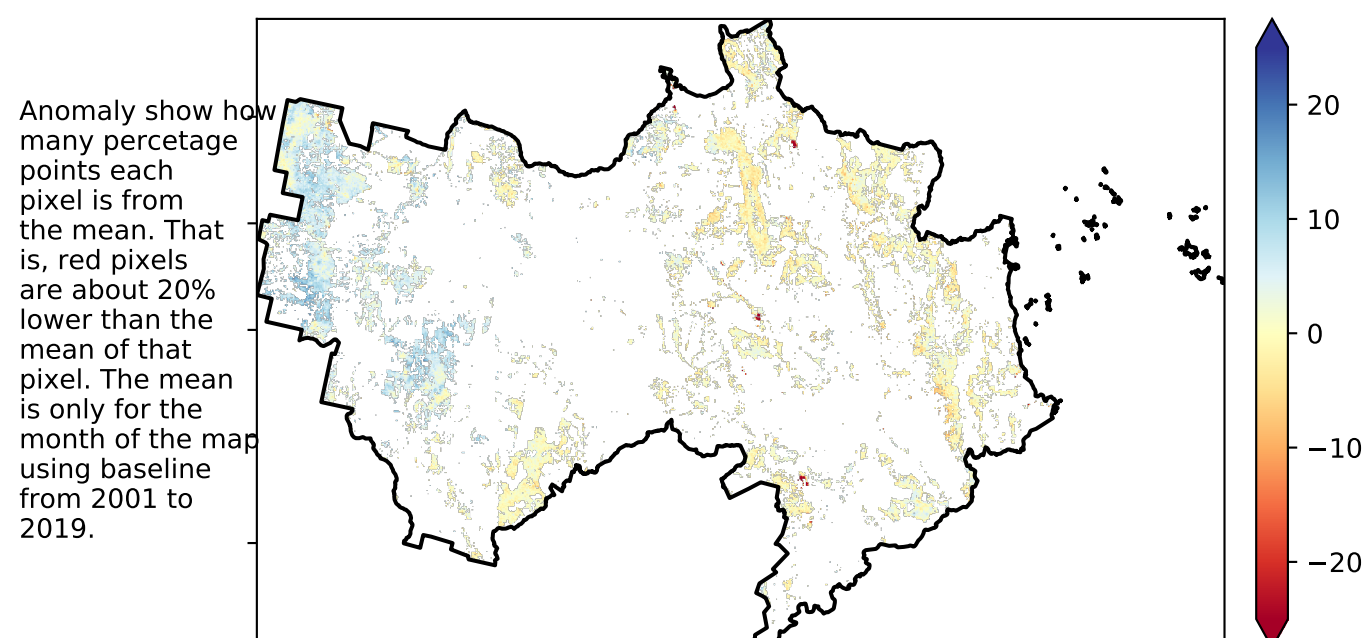 Anomaly show how
many percetage
points each
pixel is from
the mean. That
is, red pixels
are about 20%
lower than the
mean of that
pixel. The mean
is only for the
month of the map
using baseline
from 2001 to
2019.
20
10
0
−10
−20